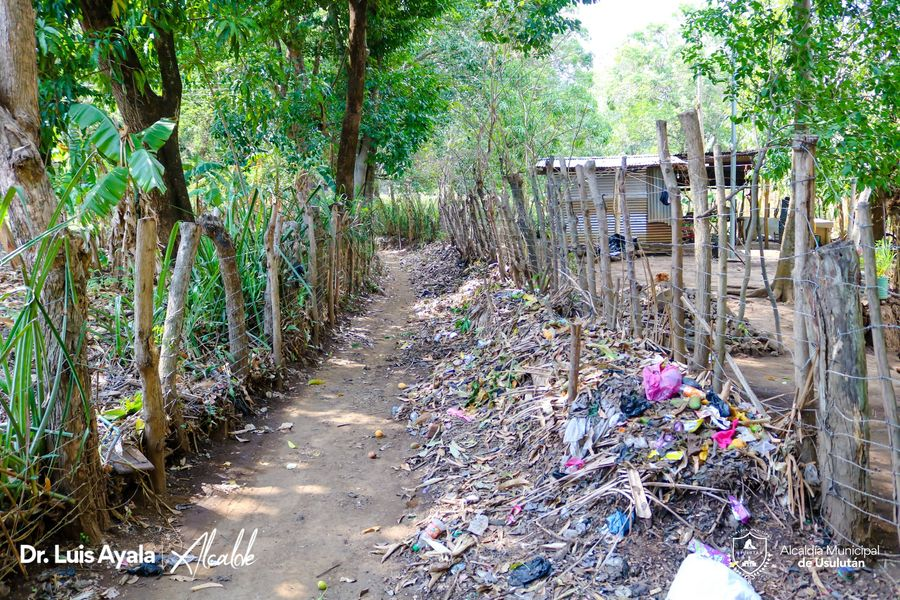 Dr. Luis Ayala Alcalde
Alcaldía Municipal
de Usulután